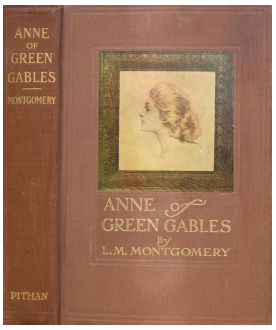 ANNE
OF
GREEN
GABLES
MONTGOMERY
PITMAN
ANNE of
GREEN GABLES
By
L.M. MONTGOMERY